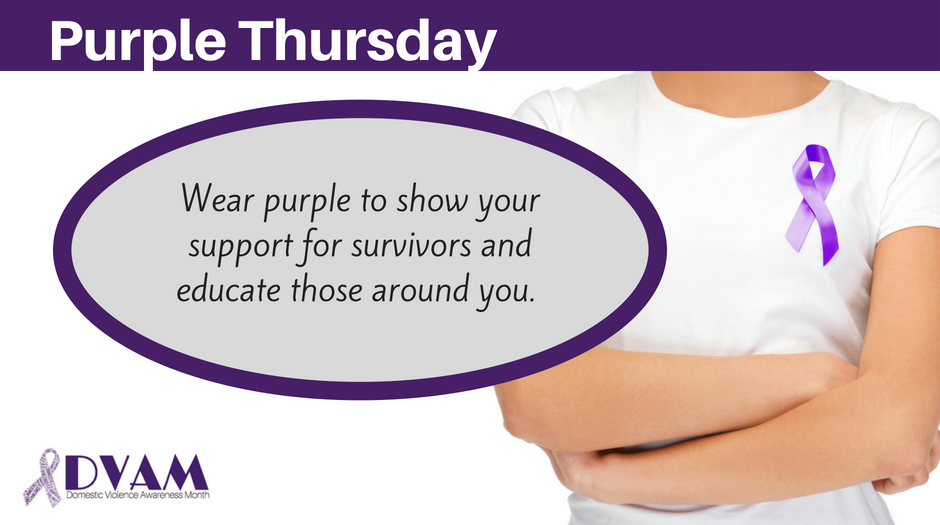 Purple Thursday
Wear purple to show your
support for survivors and
educate those around you.
DVAM
Domestic Violence Awareness Month